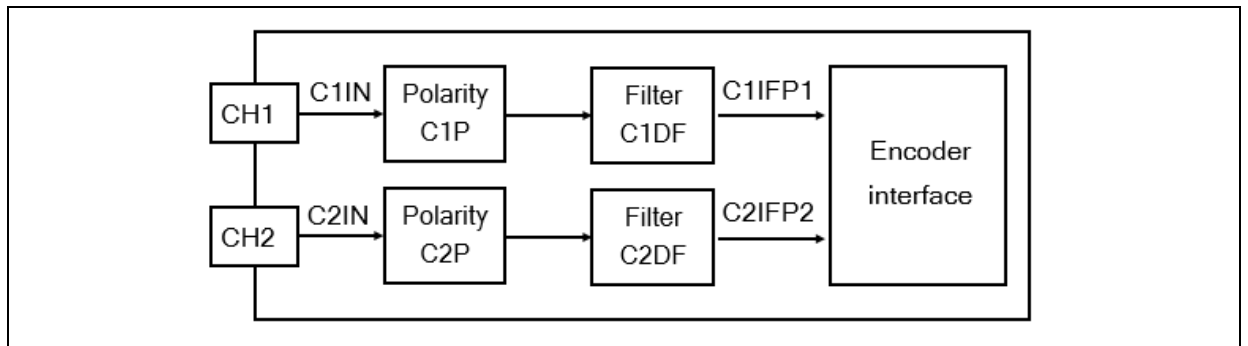 CH1
C1IN
Polarity
C1P
Filter
C1DF
C1IFP1
CH2
C2IN
Polarity
C2P
Filter
C2DF
C2IFP2
Encoder
interface